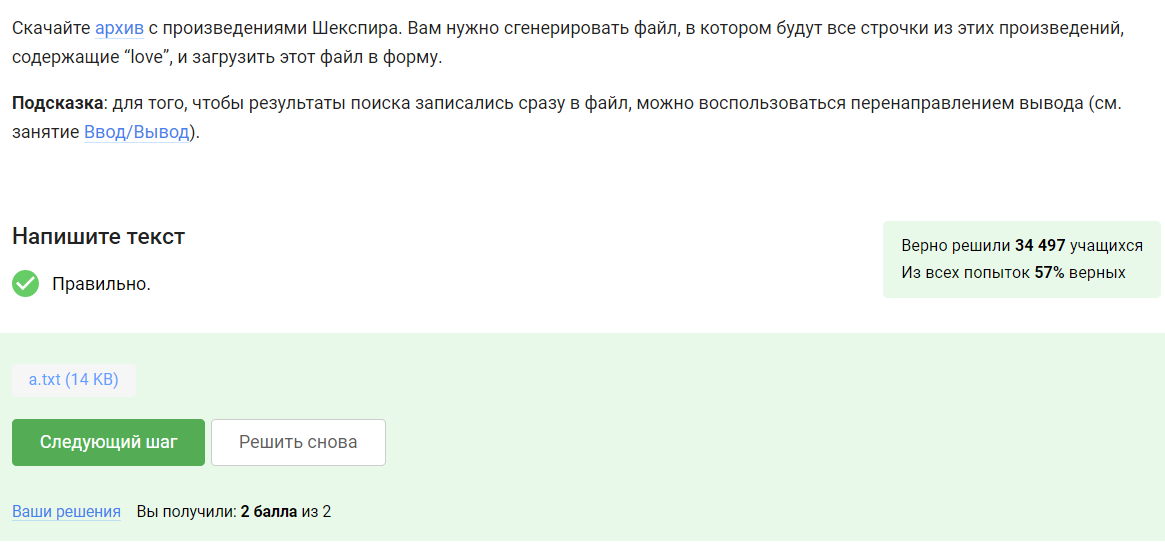 Скачайте архив с произведениями Шекспира. Вам нужно сгенерировать файл, в котором будут все строчки из этих произведений,
содержащие “love”, и загрузить этот файл в форму.
Подсказка: для того, чтобы результаты поиска записались сразу в файл, можно воспользоваться перенаправлением вывода (см.
занятие Ввод/Вывод).
Напишите текст
Правильно.
Верно решили 34 497 учащихся
Из всех попыток 57% верных
a.txt (14 KB)
Следующий шаг
Решить снова
Ваши решения Вы получили: 2 балла из 2